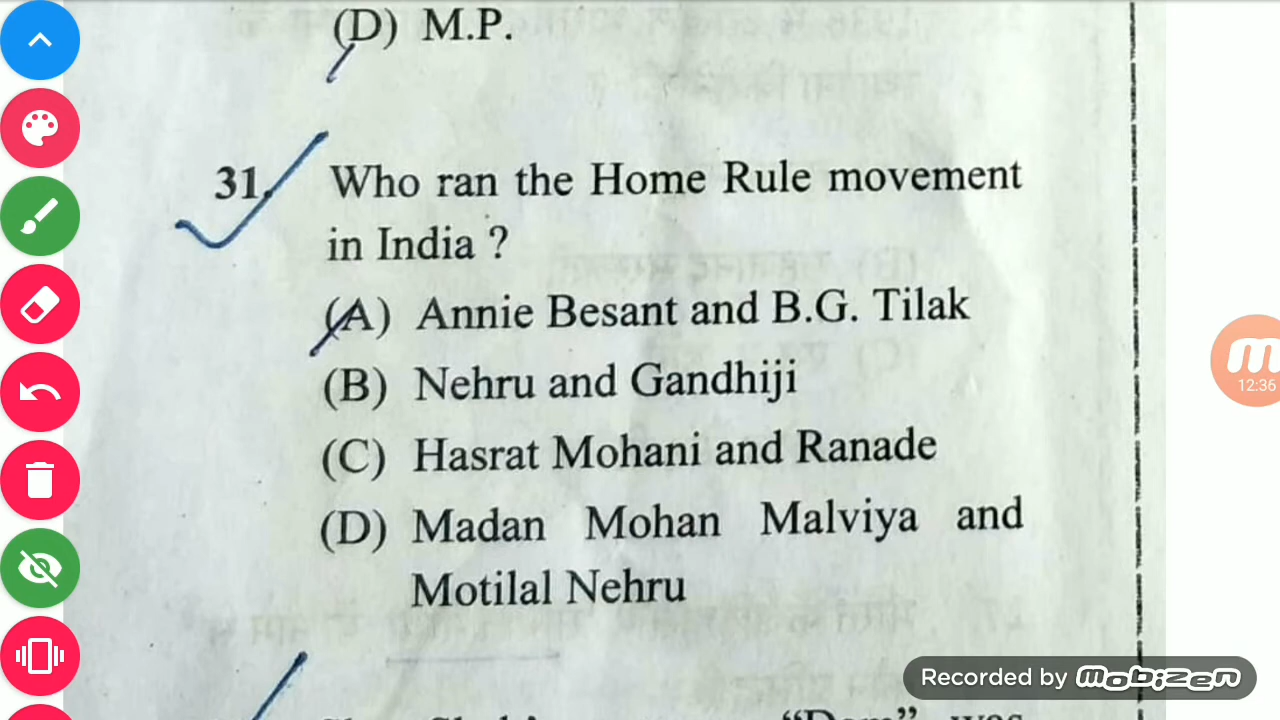 (D) M.P.
31. Who ran the Home Rule movement
in India ?
(A) Annie Besant and B.G. Tilak
(B) Nehru and Gandhiji
(C) Hasrat Mohani and Ranade
(D) Madan Mohan Malviya and
Motilal Nehru
12:36
Recorded by mobizen